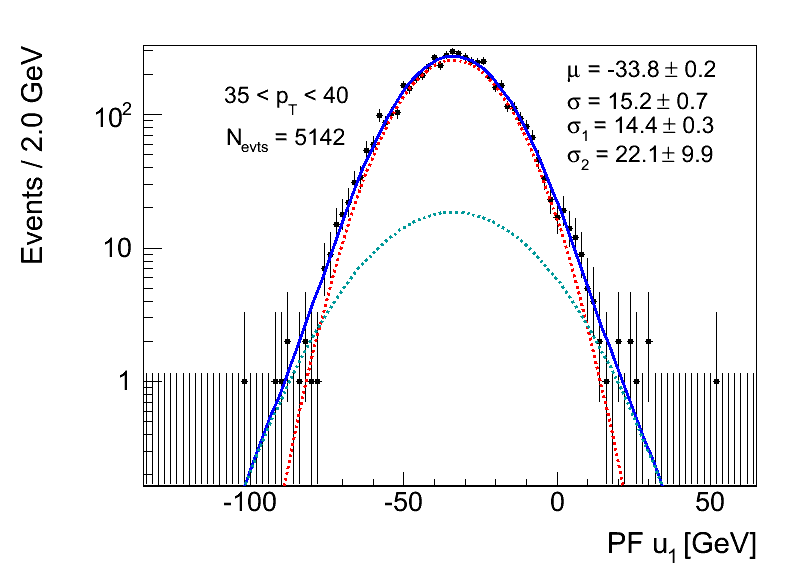 Events / 2.0 GeV
35 < p_T < 40
N_evts = 5142
μ = -33.8 ± 0.2
σ = 15.2 ± 0.7
σ_1 = 14.4 ± 0.3
σ_2 = 22.1 ± 9.9
10^2
10
1
-100 -50 0 50
PF u_1 [GeV]